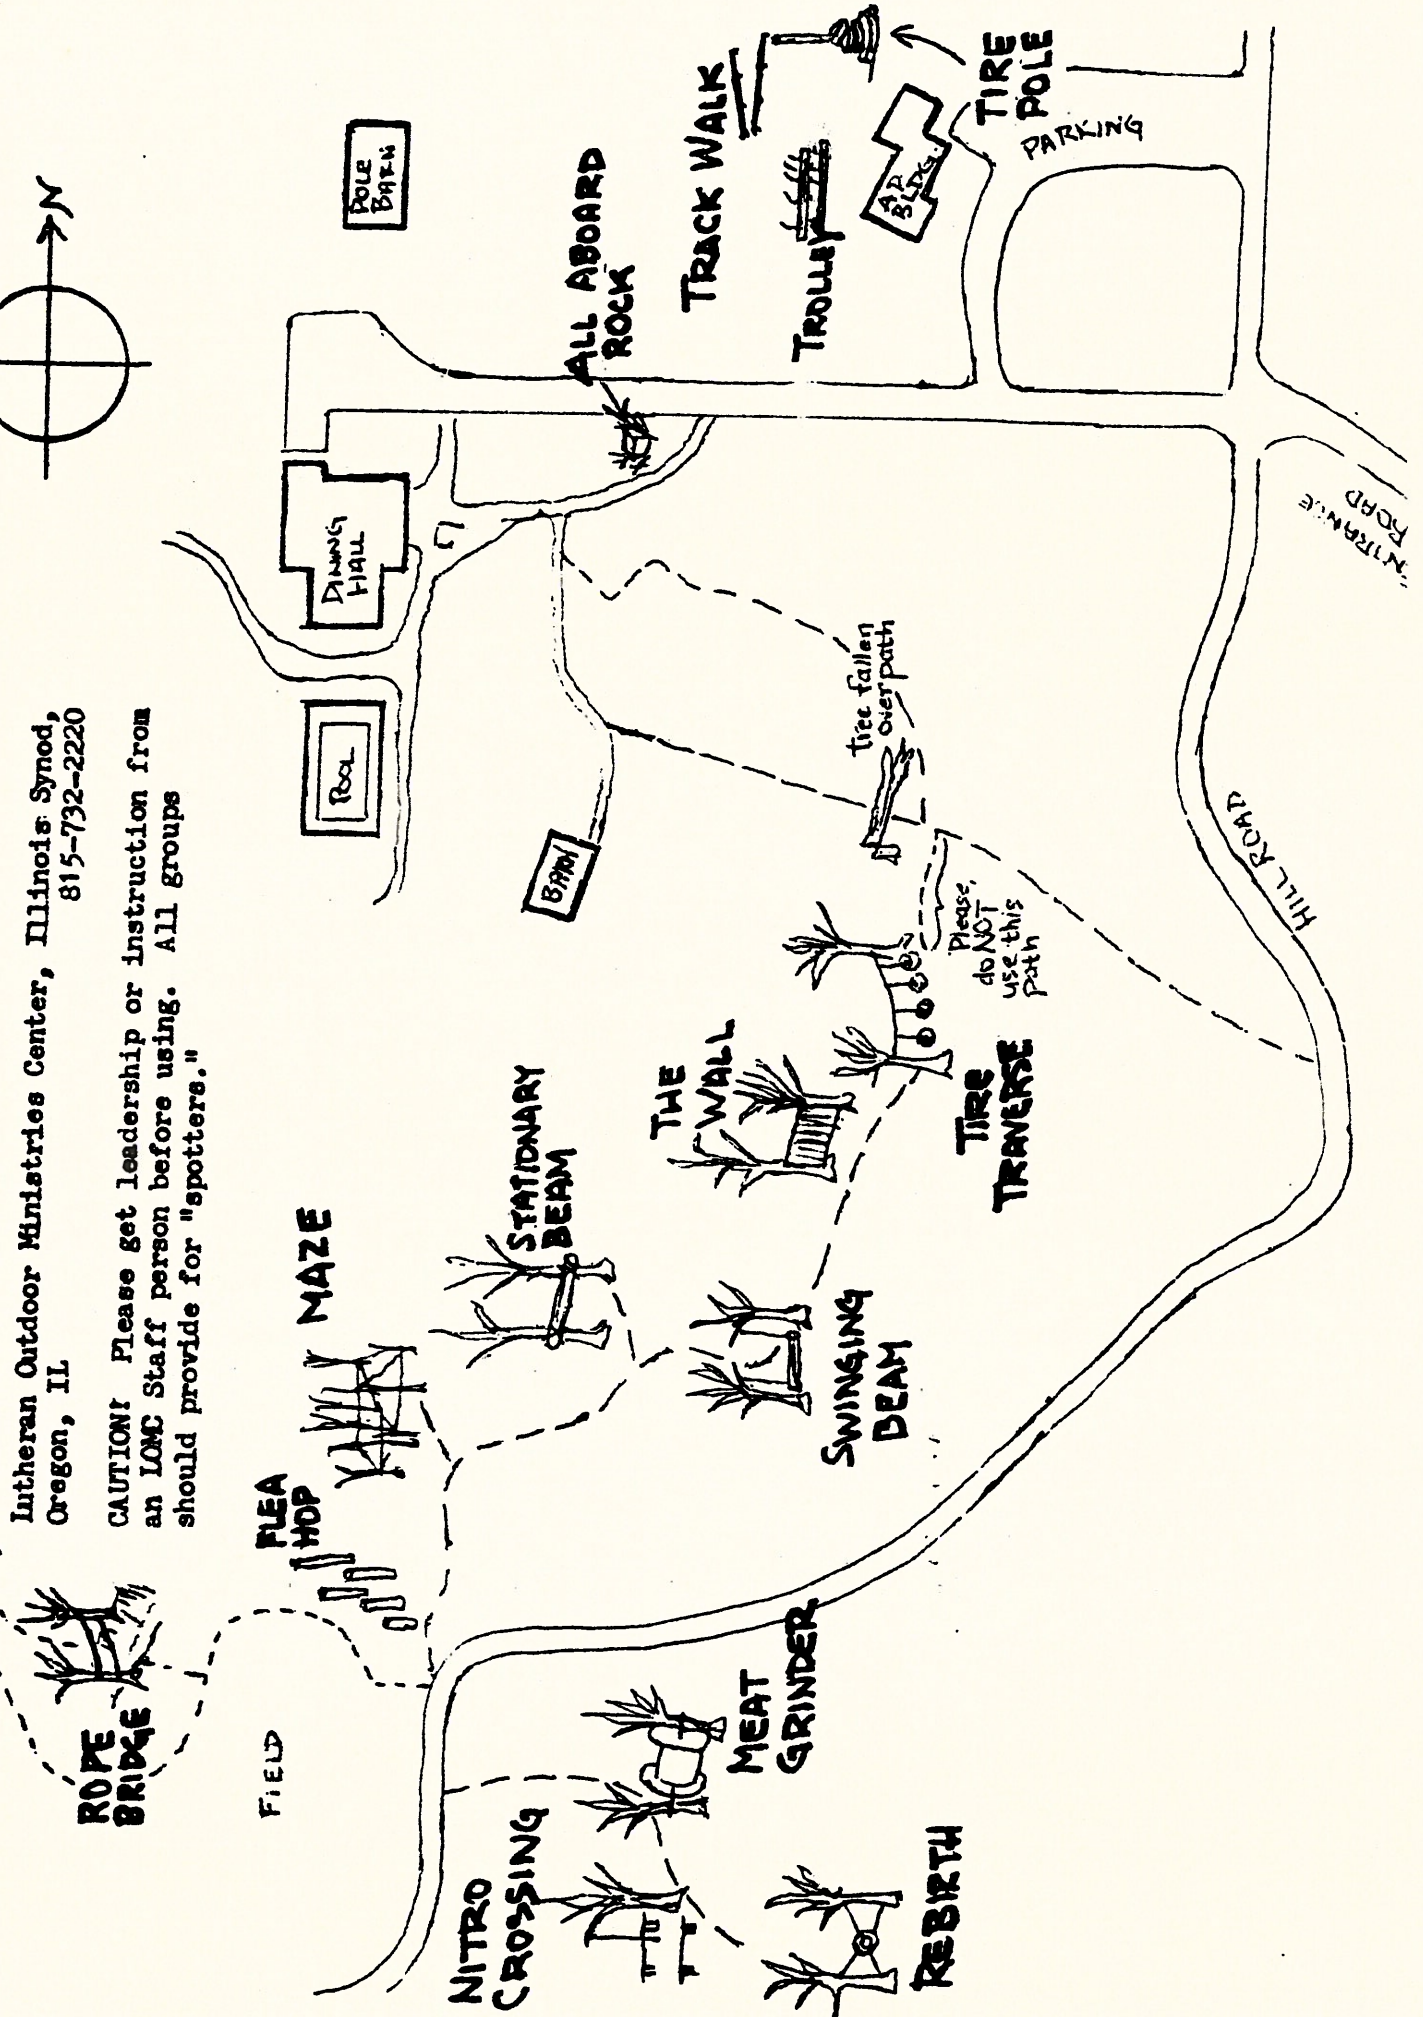 Lutheran Outdoor Ministries Center, Illinois Synod,
Oregon, IL 815-732-2220
CAUTION! Please get leadership or instruction from
an LOMC Staff person before using. All groups
should provide for "spotters."
N
ROPE
BRIDGE
FIELD
FLEA
HOP
MAZE
POOL
DINING
HALL
POLE
BARN
NITRO
CROSSING
STATIONARY
BEAM
BARN
ALL ABOARD
ROCK
MEAT
GRINDER
THE
WALL
TRACK WALK
REBIRTH
SWINGING
BEAM
tree fallen
over path
TROLLEY
AD.
BLDG.
TIRE
TRAVERSE
Please,
do NOT
use this
path
TIRE
POLE
PARKING
HILL ROAD
ENTRANCE
ROAD